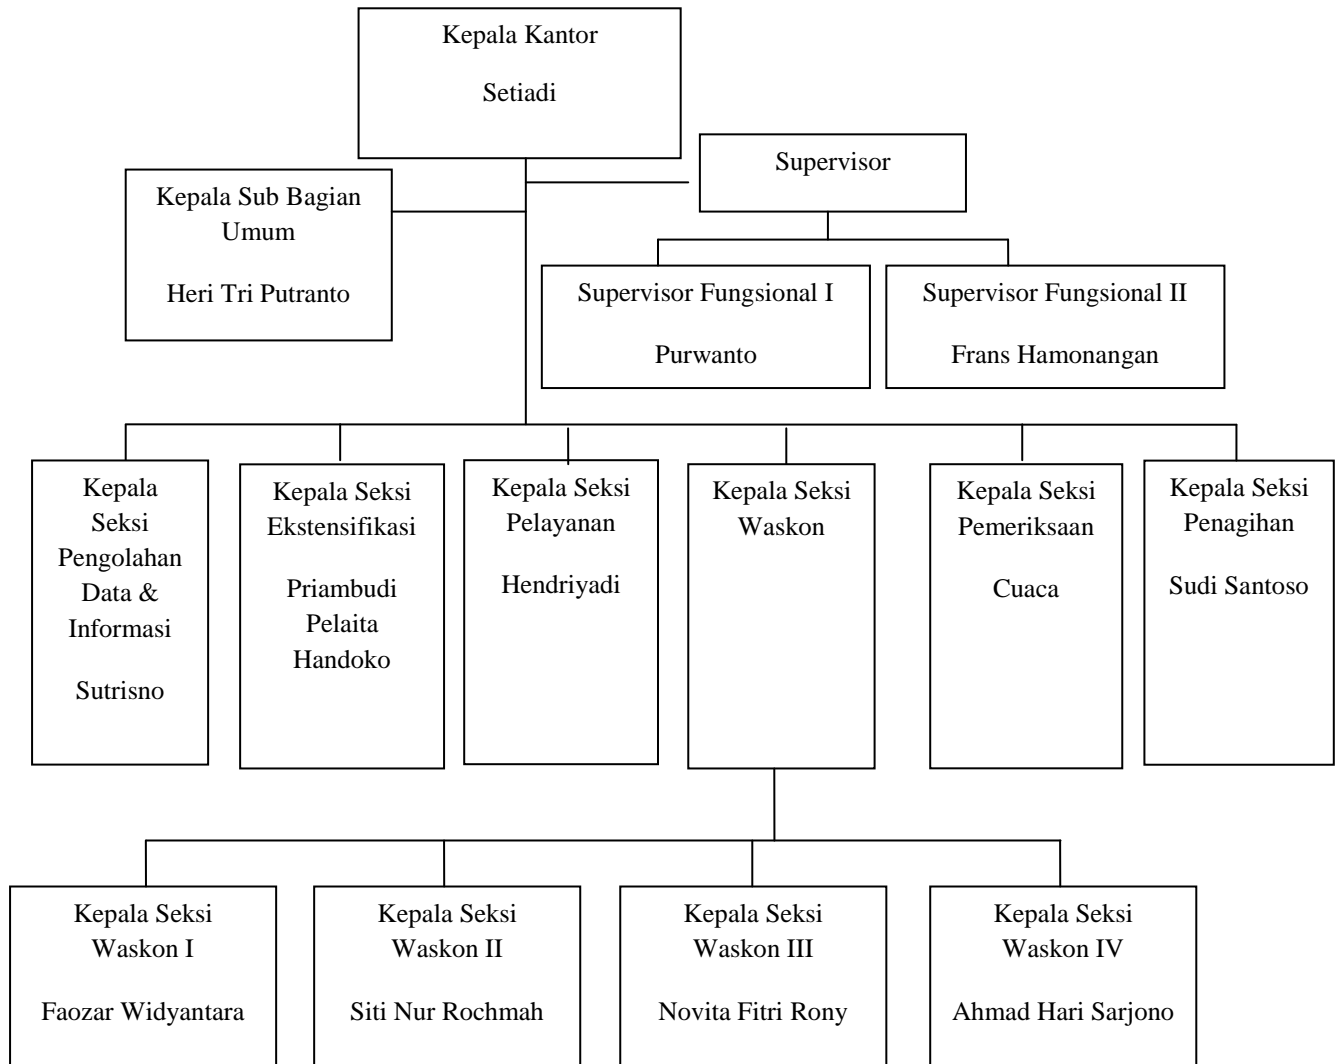 Kepala Kantor
Setiadi
Supervisor
Kepala Sub Bagian
Umum
Heri Tri Putranto
Supervisor Fungsional I
Purwanto
Supervisor Fungsional II
Frans Hamonangan
Kepala
Seksi
Pengolahan
Data &
Informasi
Sutrisno
Kepala Seksi
Ekstensifikasi
Priambudi
Pelaita
Handoko
Kepala Seksi
Pelayanan
Hendriyadi
Kepala Seksi
Waskon
Kepala Seksi
Pemeriksaan
Cuaca
Kepala Seksi
Penagihan
Sudi Santoso
Kepala Seksi
Waskon I
Faozar Widyantara
Kepala Seksi
Waskon II
Siti Nur Rochmah
Kepala Seksi
Waskon III
Novita Fitri Rony
Kepala Seksi
Waskon IV
Ahmad Hari Sarjono